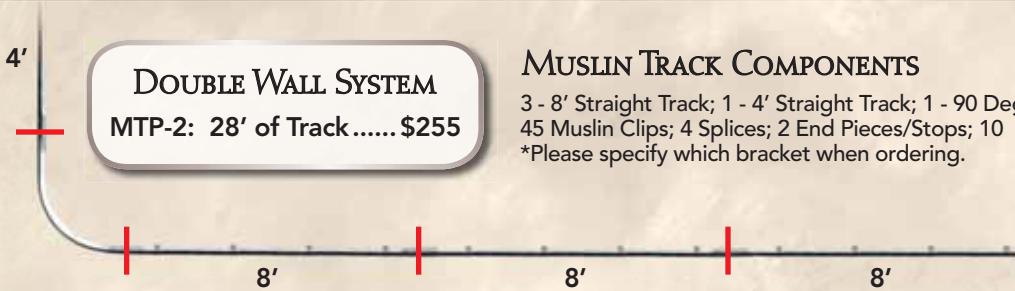 4'
DOUBLE WALL SYSTEM
MTP-2: 28' of Track ...... $255
MUSLIN TRACK COMPONENTS
3 - 8' Straight Track; 1 - 4' Straight Track; 1 - 90
45 Muslin Clips; 4 Splices; 2 End Pieces/Stops; 10
*Please specify which bracket when ordering.
8' 8' 8'